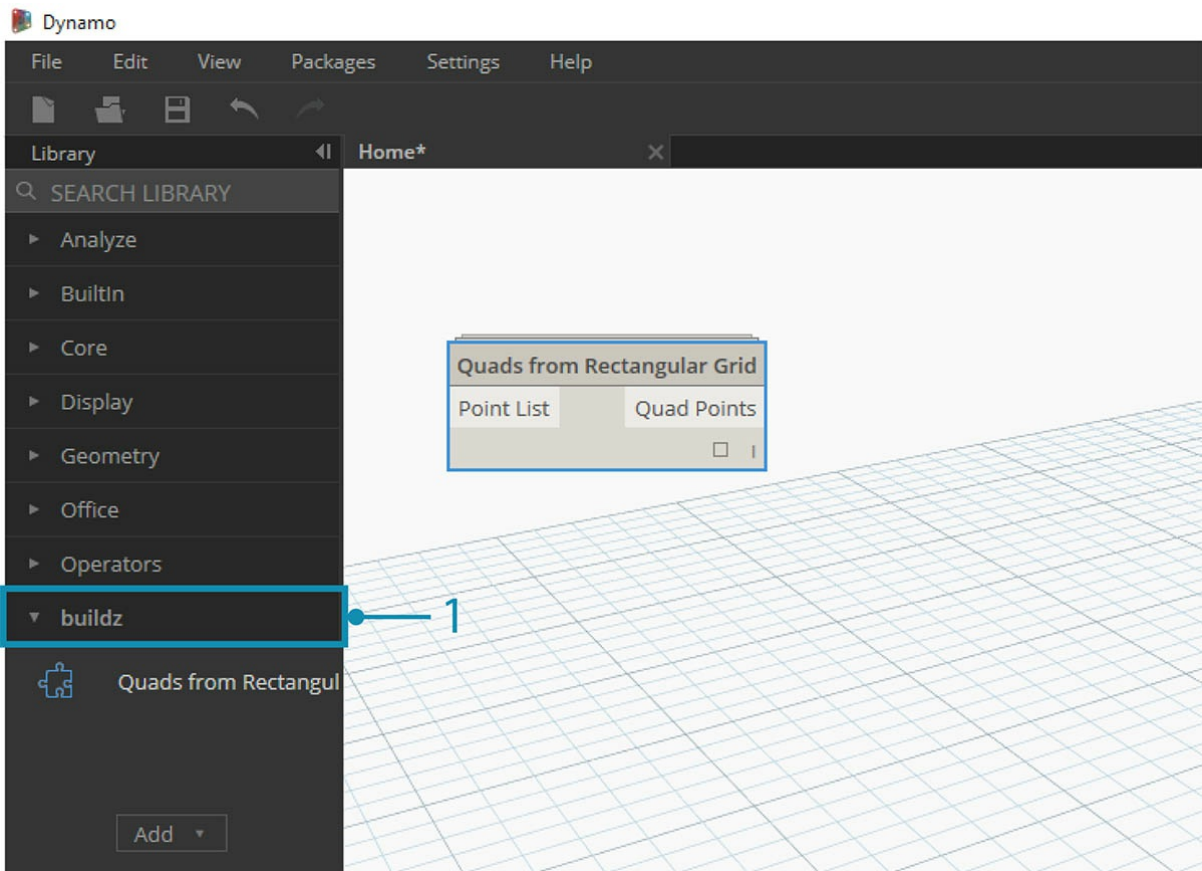 Dynamo
File Edit View Packages Settings Help
Library
Home*
SEARCH LIBRARY
Analyze
BuiltIn
Core
Display
Geometry
Office
Operators
buildz
1
Quads from Rectangul
Add
Quads from Rectangular Grid
Point List Quad Points
I